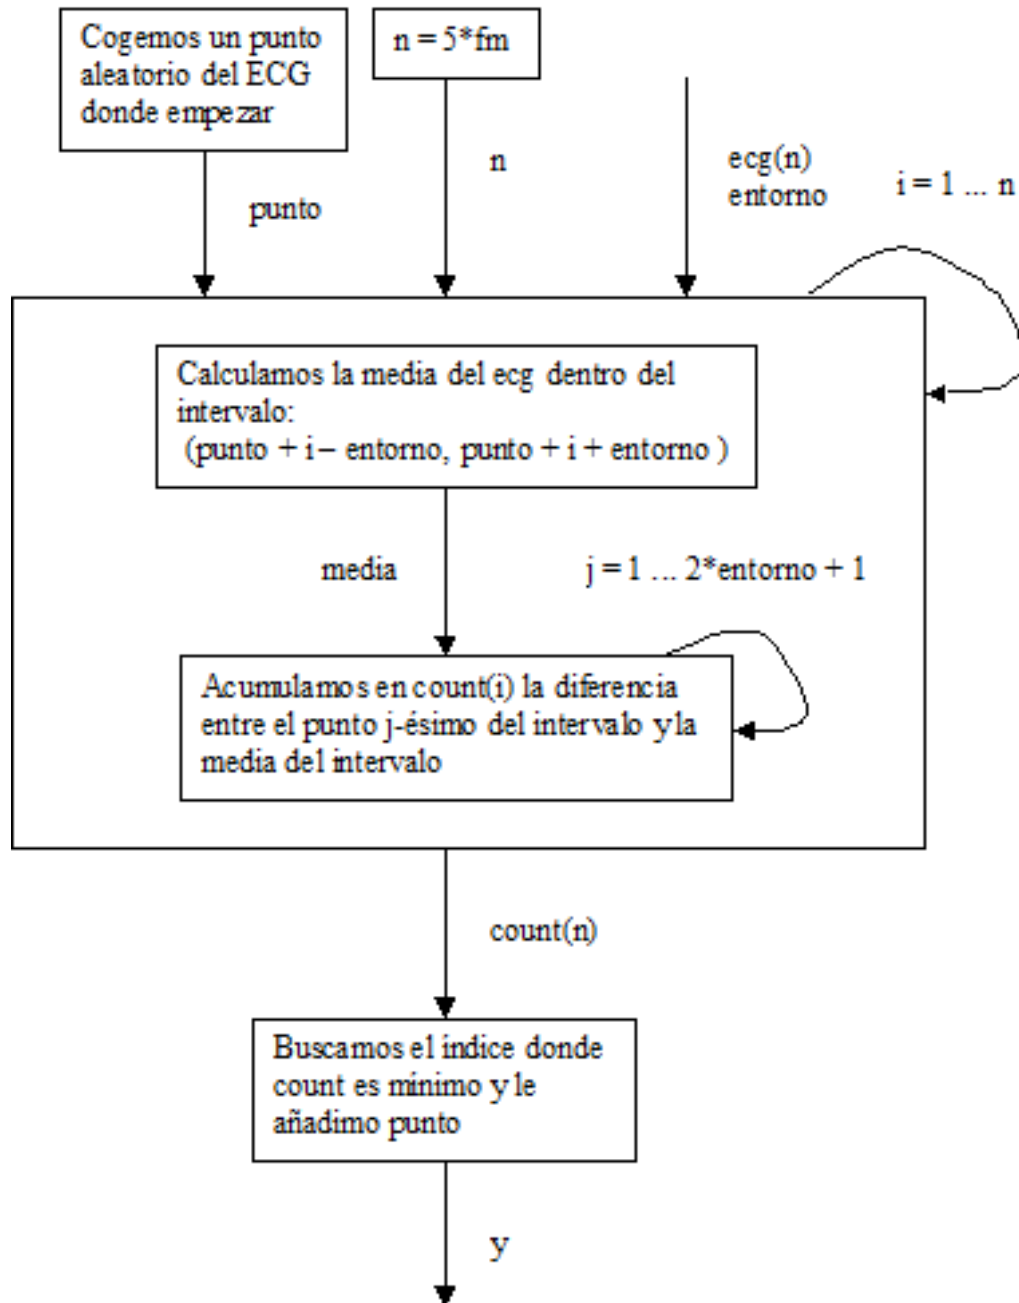 Cogemos un punto
aleatorio del ECG
donde empezar
n = 5*fm
punto
n
ecg(n)
entorno
i = 1 ... n
Calculamos la media del ecg dentro del
intervalo:
(punto + i – entorno, punto + i + entorno )
media
j = 1 ... 2*entorno + 1
Acumulamos en count(i) la diferencia
entre el punto j-ésimo del intervalo y la
media del intervalo
count(n)
Buscamos el indice donde
count es mínimo y le
añadimo punto
y